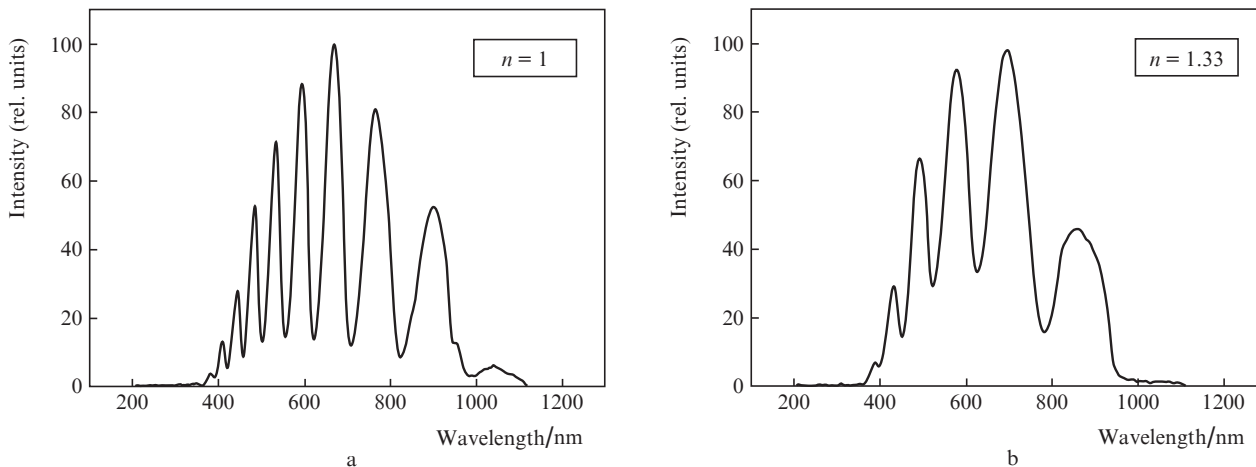 Intensity (rel. units)
100
80
60
40
20
0
n = 1
200 400 600 800 1000 1200
Wavelength/nm
a
Intensity (rel. units)
100
80
60
40
20
0
n = 1.33
200 400 600 800 1000 1200
Wavelength/nm
b